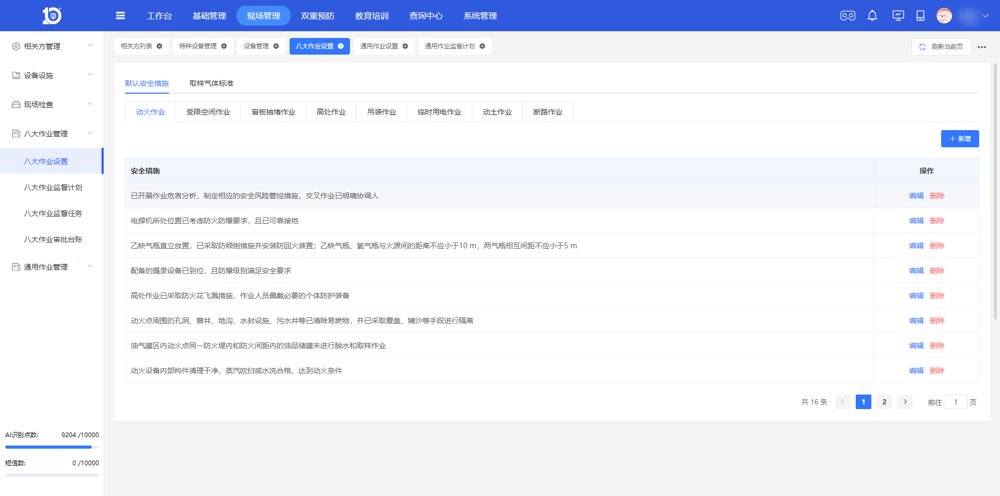 10
工作台 基础管理 现场管理 双重预防 教育培训 查询中心 系统管理
相关方管理
设备设施
现场检查
八大作业管理
八大作业设置
八大作业监督计划
八大作业监督任务
八大作业审批台账
通用作业管理
AI识别点数: 9204 /10000
短信数: 0 /10000
相关方列表 特种设备管理 设备管理 八大作业设置 通用作业设置 通用作业监督计划 刷新当前页
默认安全措施 取样气体标准
动火作业 受限空间作业 盲板抽堵作业 高处作业 吊装作业 临时用电作业 动土作业 断路作业
新增
安全措施 操作
已开展作业危害分析，制定相应的安全风险管控措施，交叉作业已明确协调人 编辑 删除
电焊机所处位置已考虑防火防爆要求，且已可靠接地 编辑 删除
乙炔气瓶直立放置，已采取防倾倒措施并安装防回火装置；乙炔气瓶、氧气瓶与火源间的距离不应小于10 m，两气瓶相互间距不应小于5 m 编辑 删除
配备的摄录设备已到位，且防爆级别满足安全要求 编辑 删除
高处作业已采取防火花飞溅措施，作业人员佩戴必要的个体防护装备 编辑 删除
动火点周围的孔洞、窨井、地沟、水封设施、污水井等已清除易燃物，并已采取覆盖、铺沙等手段进行隔离 编辑 删除
油气罐区内动火点同一防火堤内和防火间距内的油品储罐未进行脱水和取样作业 编辑 删除
动火设备内部构件清理干净，蒸汽吹扫或水洗合格，达到动火条件 编辑 删除
共 16 条 1 2 前往 1 页